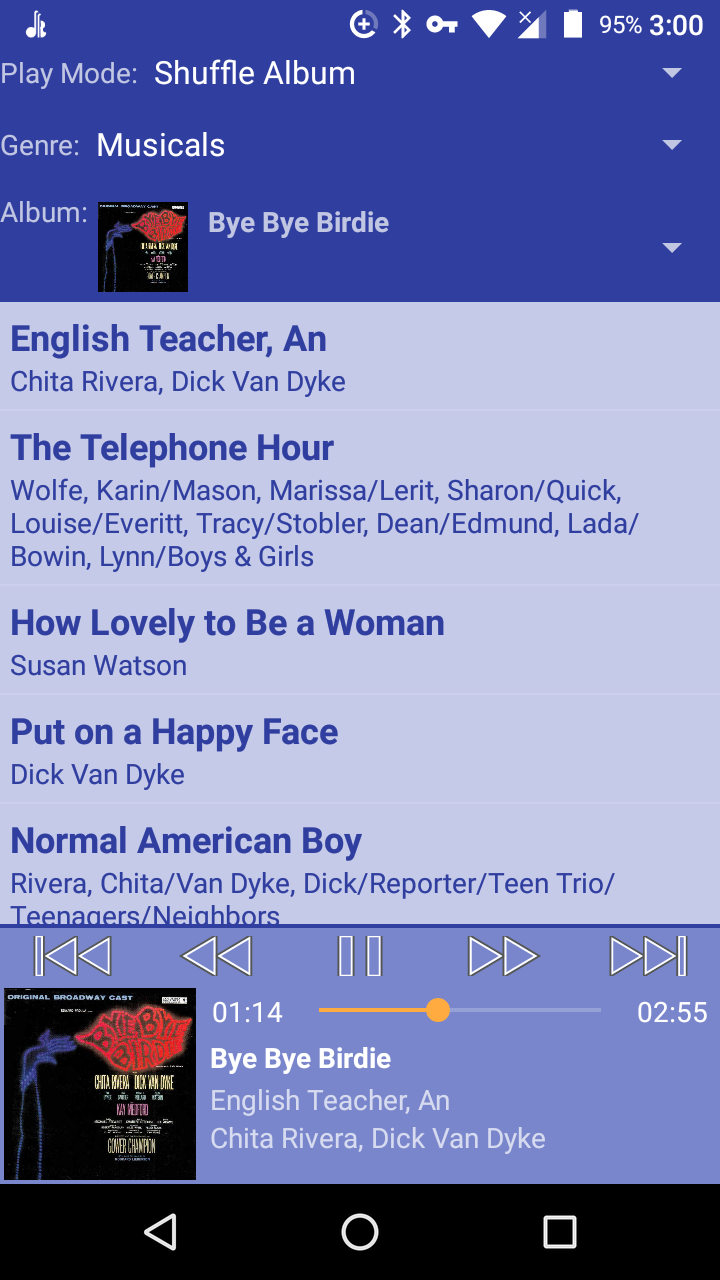 95% 3:00
Play Mode: Shuffle Album
Genre: Musicals
Album: Bye Bye Birdie
English Teacher, An
Chita Rivera, Dick Van Dyke
The Telephone Hour
Wolfe, Karin/Mason, Marissa/Lerit, Sharon/Quick,
Louise/Everitt, Tracy/Stobler, Dean/Edmund, Lada/
Bowin, Lynn/Boys & Girls
How Lovely to Be a Woman
Susan Watson
Put on a Happy Face
Dick Van Dyke
Normal American Boy
Rivera, Chita/Van Dyke, Dick/Reporter/Teen Trio/
Teenagers/Neighbors
ORIGINAL BROADWAY CAST
BYE BYE
BIRDIE
CHITA RIVERA DICK VAN DYKE
KAY MEDFORD
GOWER CHAMPION
01:14 02:55
Bye Bye Birdie
English Teacher, An
Chita Rivera, Dick Van Dyke